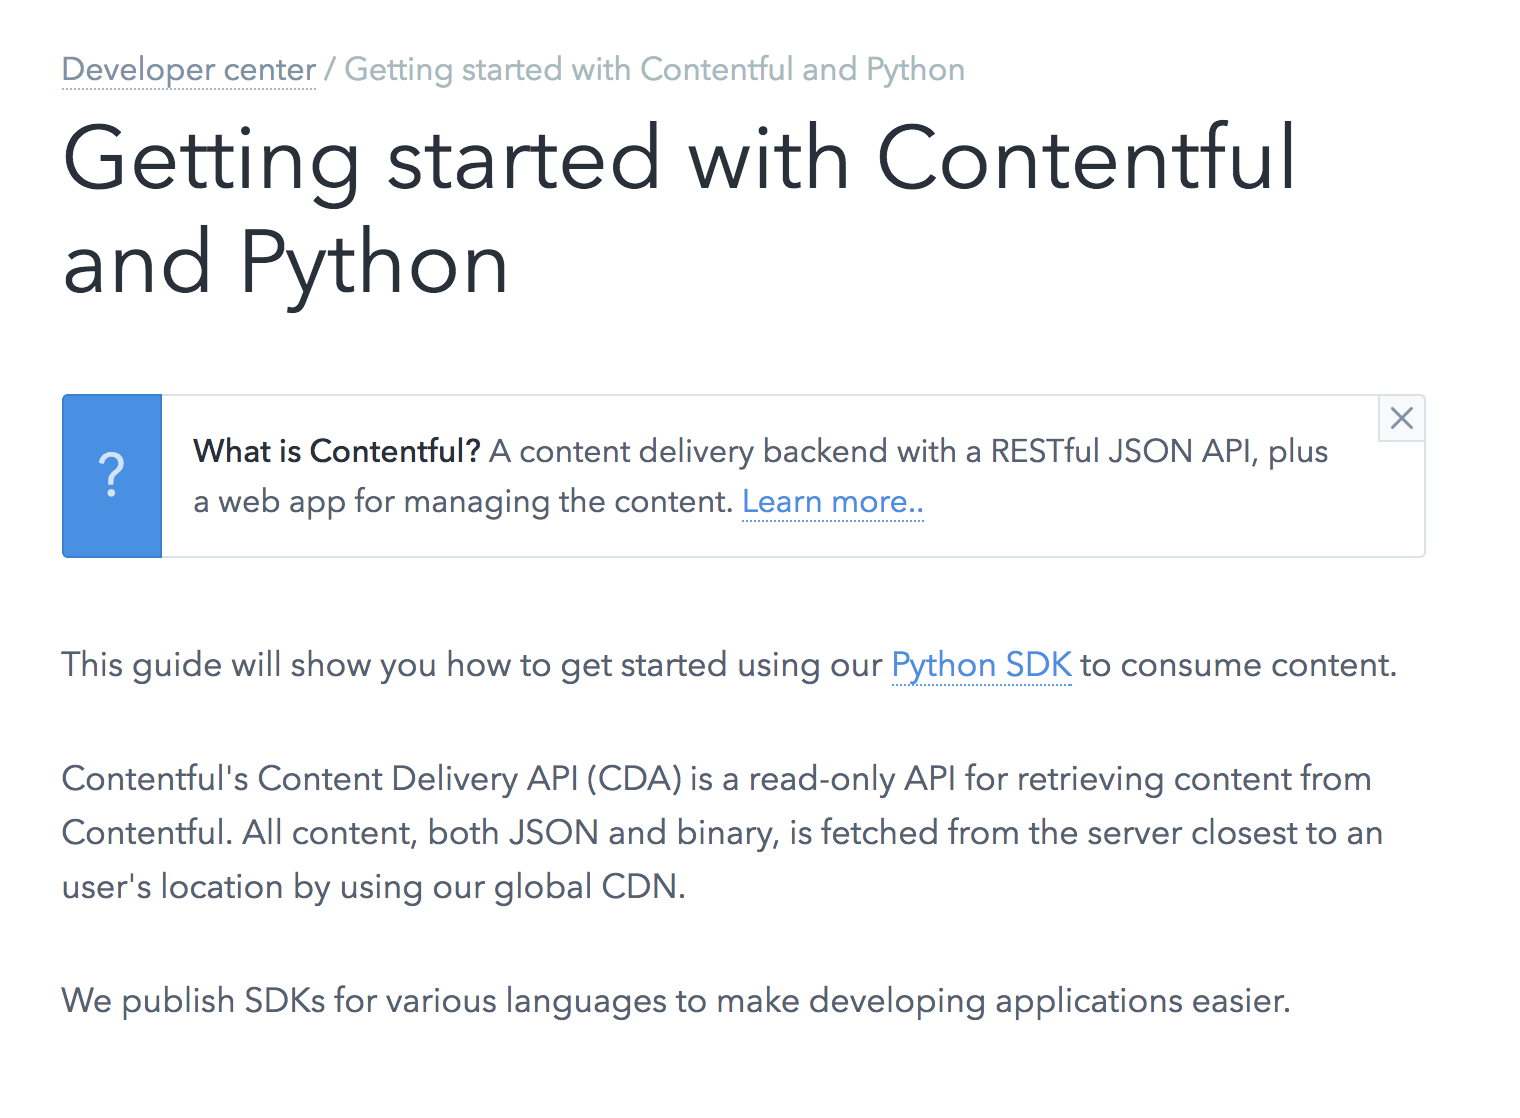 Developer center / Getting started with Contentful and Python
Getting started with Contentful
and Python
?
What is Contentful? A content delivery backend with a RESTful JSON API, plus
a web app for managing the content. Learn more..
This guide will show you how to get started using our Python SDK to consume content.
Contentful's Content Delivery API (CDA) is a read-only API for retrieving content from
Contentful. All content, both JSON and binary, is fetched from the server closest to an
user's location by using our global CDN.
We publish SDKs for various languages to make developing applications easier.